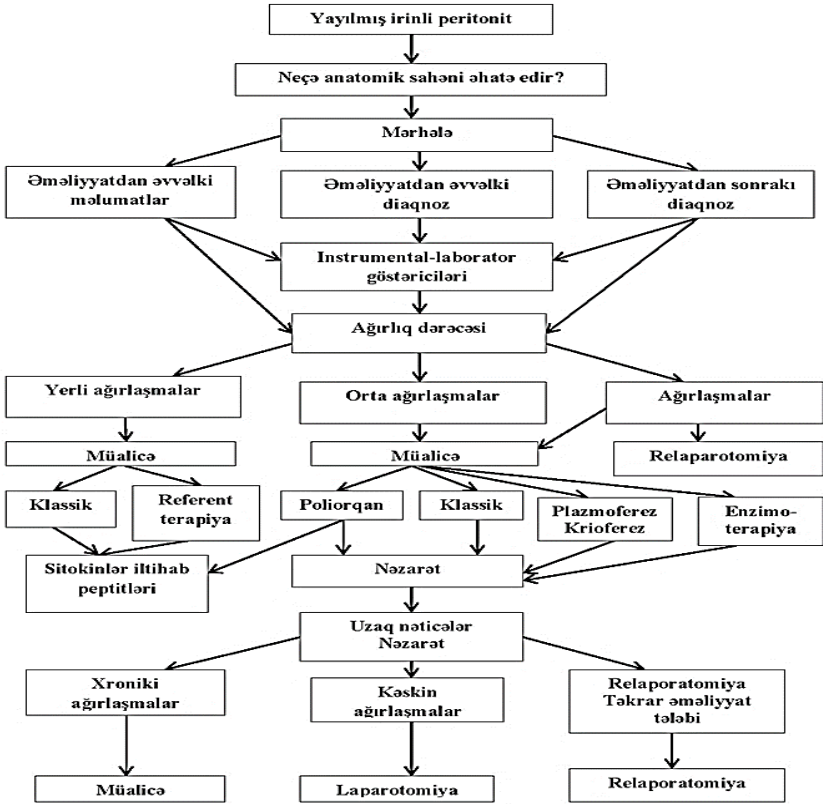 Yayılmış irinli peritonit
Neçə anatomik sahəni əhatə edir?
Mərhələ
Əməliyyatdan əvvəlki
məlumatlar
Əməliyyatdan əvvəlki
diaqnoz
Əməliyyatdan sonrakı
diaqnoz
Instrumental-laborator
göstəriciləri
Ağırlıq dərəcəsi
Yerli ağırlaşmalar
Orta ağırlaşmalar
Ağırlaşmalar
Müalicə
Müalicə
Relaparotomiya
Klassik
Referent
terapiya
Poliorqan
Klassik
Plazmoferez
Krioferez
Enzimo-
terapiya
Sitokinlər iltihab
peptitləri
Nəzarət
Uzaq nəticələr
Nəzarət
Xroniki
ağırlaşmalar
Kəskin
ağırlaşmalar
Relaporatomiya
Təkrar əməliyyat
tələbi
Müalicə
Laparotomiya
Relaporatomiya